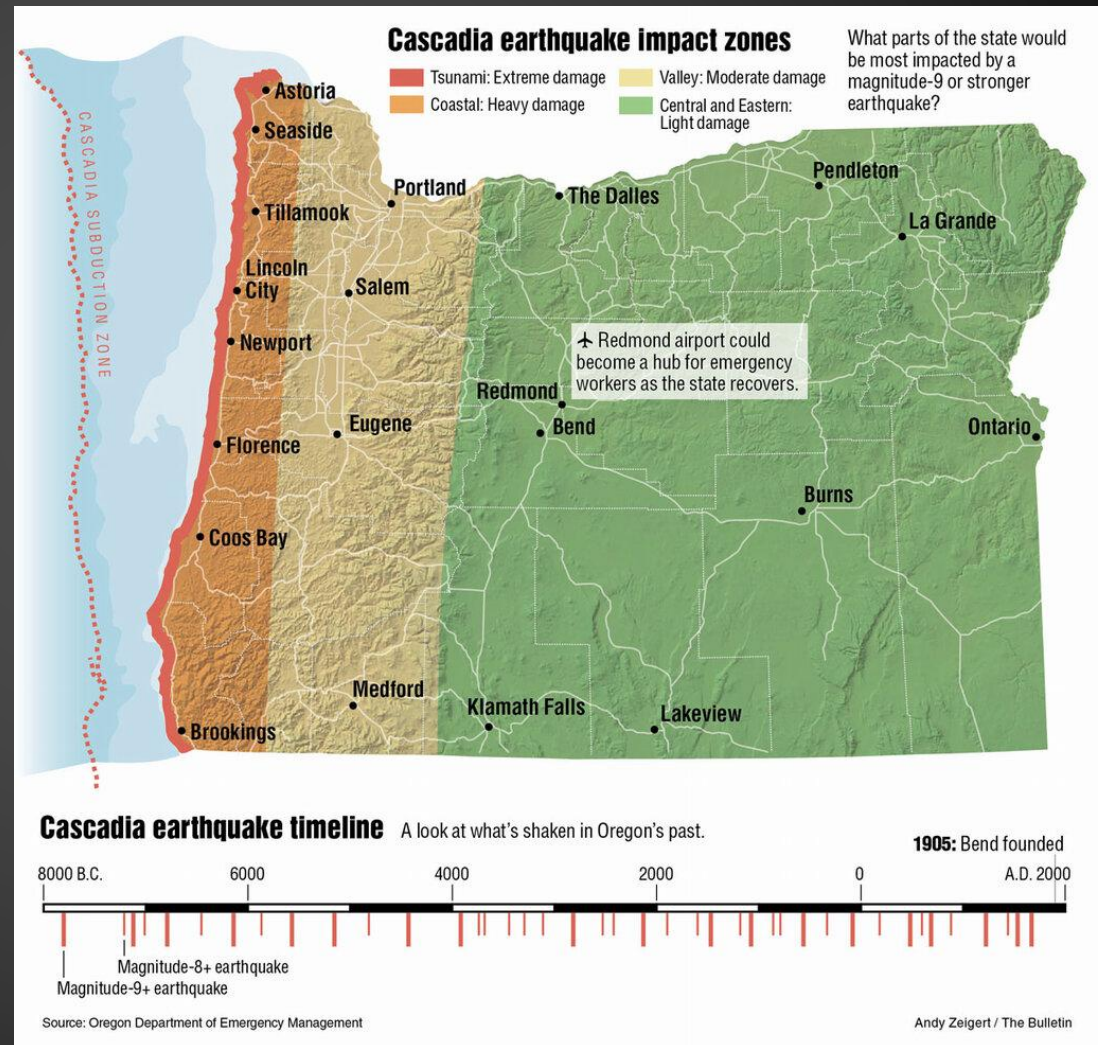 Cascadia earthquake impact zones
Tsunami: Extreme damage
Coastal: Heavy damage
Valley: Moderate damage
Central and Eastern:
Light damage
What parts of the state would
be most impacted by a
magnitude-9 or stronger
earthquake?
CASCADIA SUBDUCTION ZONE
Astoria
Seaside
Tillamook
Lincoln
City
Newport
Florence
Coos Bay
Brookings
Portland
Salem
Eugene
Medford
The Dalles
Pendleton
La Grande
Redmond airport could
become a hub for emergency
workers as the state recovers.
Redmond
Bend
Ontario
Burns
Klamath Falls
Lakeview
Cascadia earthquake timeline
A look at what's shaken in Oregon's past.
1905: Bend founded
8000 B.C.
6000
4000
2000
0
A.D. 2000
Magnitude-8+ earthquake
Magnitude-9+ earthquake
Source: Oregon Department of Emergency Management
Andy Zeigert / The Bulletin